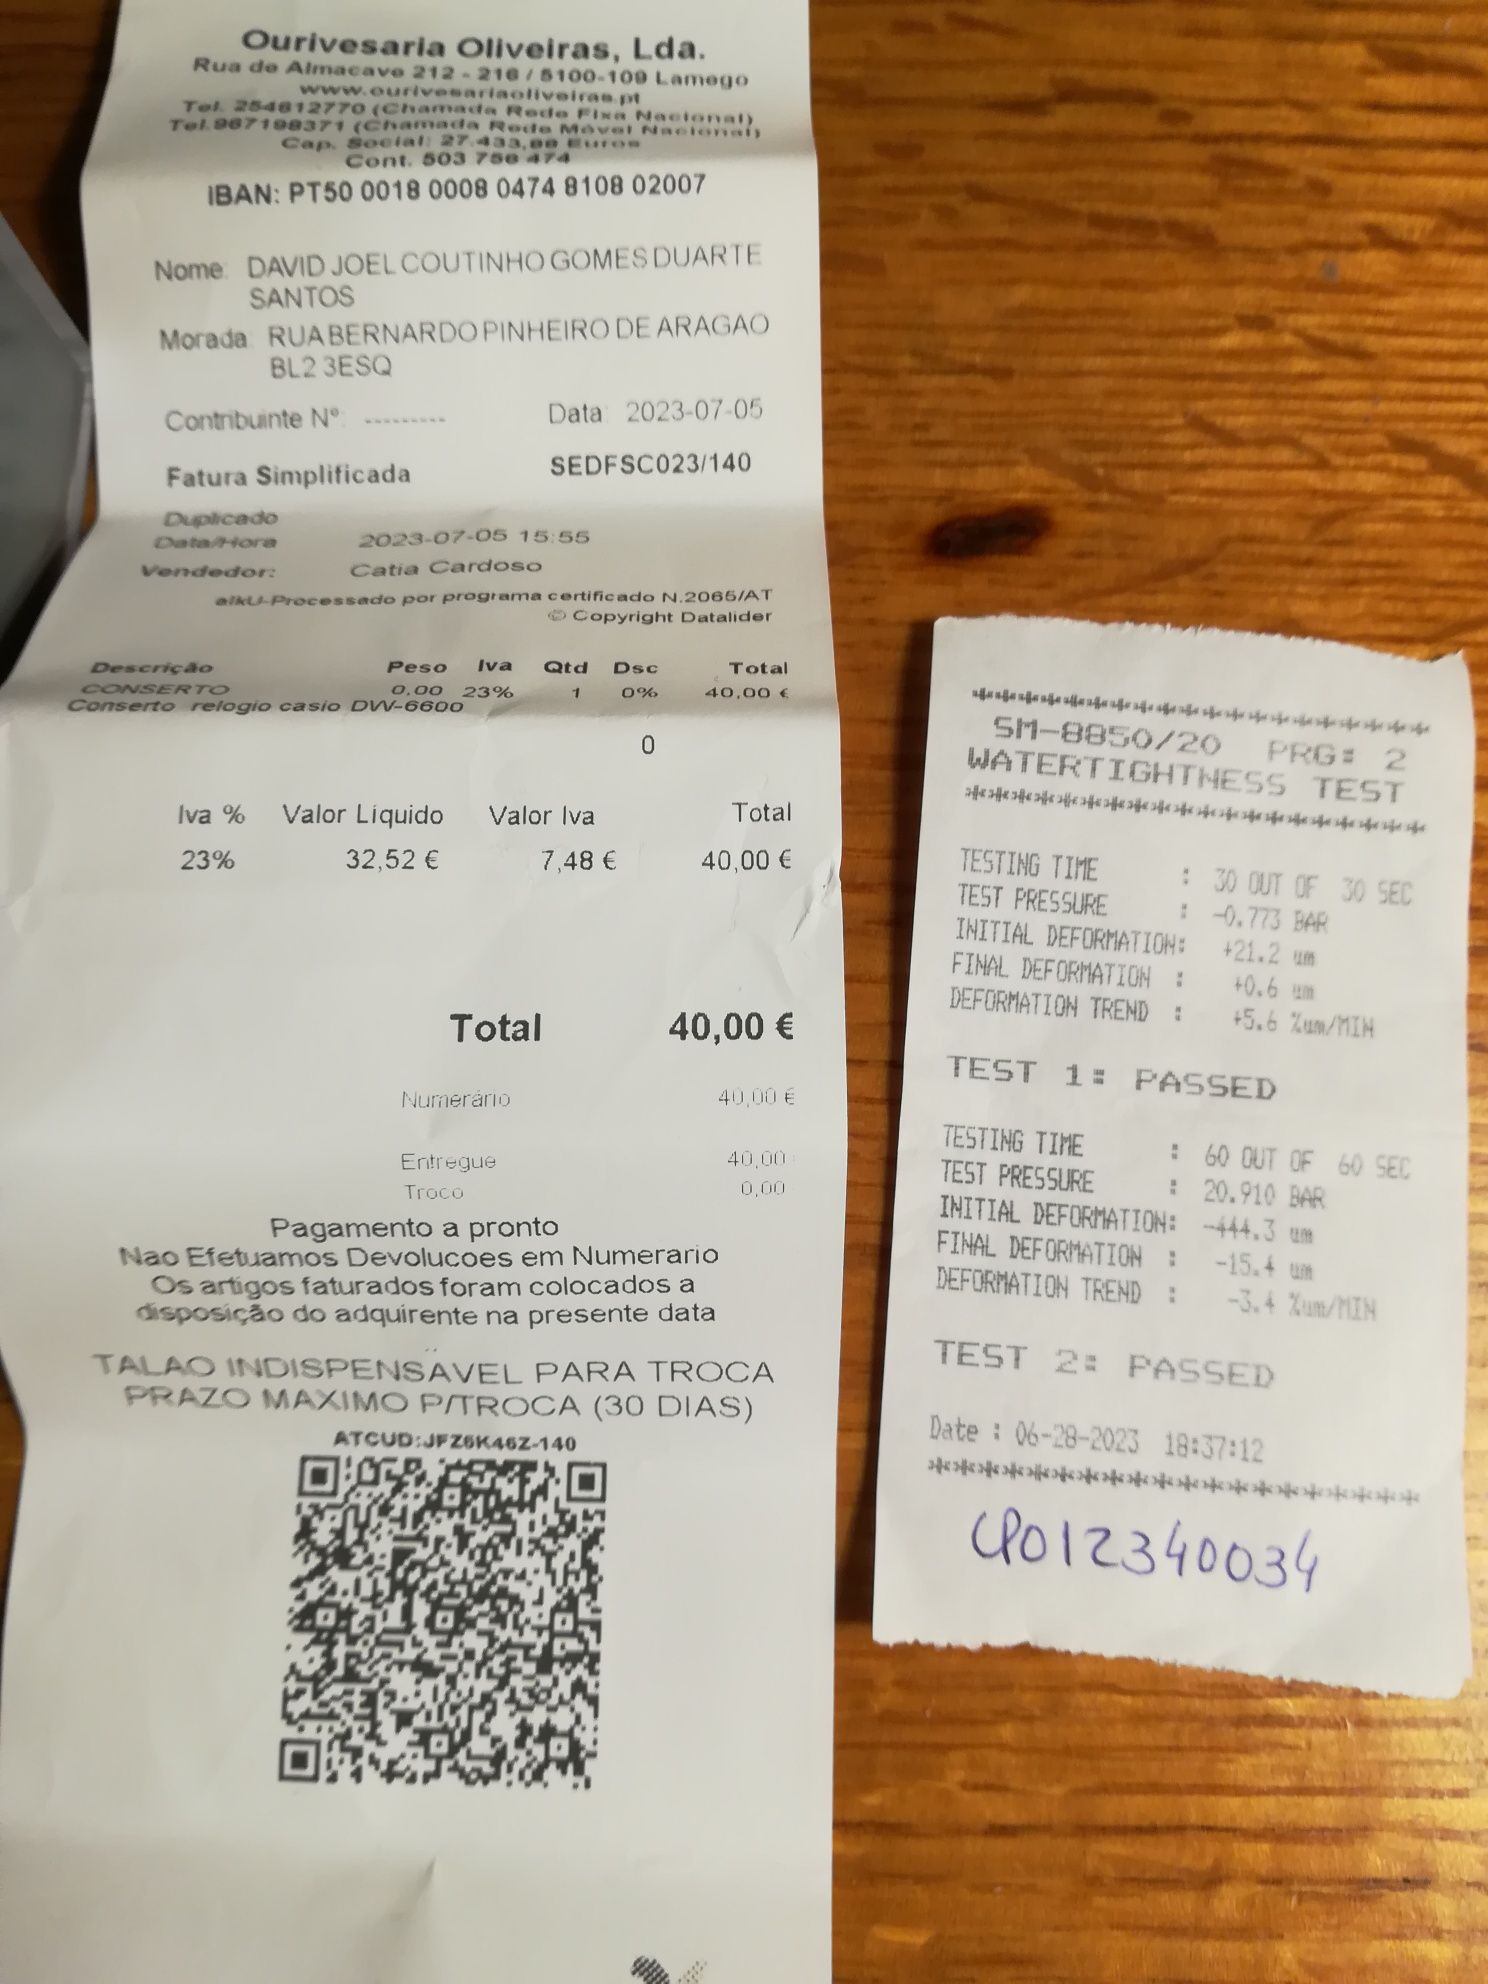 Ourivesaria Oliveiras, Lda.
Rua de Almacave 212 - 216 / 5100-109 Lamego
www.ourivesariaoliveiras.pt
Tel. 254612770 (Chamada Rede Fixa Nacional)
Tel.967198371 (Chamada Rede Móvel Nacional)
Cap. Social: 27.433,88 Euros
Cont. 503 756 474
IBAN: PT50 0018 0008 0474 8108 02007
Nome: DAVID JOEL COUTINHO GOMES DUARTE
SANTOS
Morada: RUA BERNARDO PINHEIRO DE ARAGAO
BL2 3ESQ
Contribuinte Nº: --------- Data: 2023-07-05
Fatura Simplificada SEDFSC023/140
Duplicado
Data/Hora 2023-07-05 15:55
Vendedor: Catia Cardoso
aIkU-Processado por programa certificado N.2065/AT
© Copyright Datalider
Descrição Peso Iva Qtd Dsc Total
CONSERTO 0.00 23% 1 0% 40,00 €
Conserto relogio casio DW-6600
0
Iva % Valor Líquido Valor Iva Total
23% 32,52 € 7,48 € 40,00 €
Total 40,00 €
Numerário 40,00 €
Entregue 40,00
Troco 0,00
Pagamento a pronto
Nao Efetuamos Devolucoes em Numerario
Os artigos faturados foram colocados a
disposição do adquirente na presente data
TALAO INDISPENSÁVEL PARA TROCA
PRAZO MAXIMO P/TROCA (30 DIAS)
ATCUD:JFZ6K46Z-140
************************
SM-8850/20 PRG: 2
WATERTIGHTNESS TEST
************************
TESTING TIME : 30 OUT OF 30 SEC
TEST PRESSURE : -0.773 BAR
INITIAL DEFORMATION: +21.2 um
FINAL DEFORMATION : +0.6 um
DEFORMATION TREND : +5.6 %um/MIN
TEST 1: PASSED
TESTING TIME : 60 OUT OF 60 SEC
TEST PRESSURE : 20.910 BAR
INITIAL DEFORMATION: -444.3 um
FINAL DEFORMATION : -15.4 um
DEFORMATION TREND : -3.4 %um/MIN
TEST 2: PASSED
Date : 06-28-2023 18:37:12
************************
CP012340034